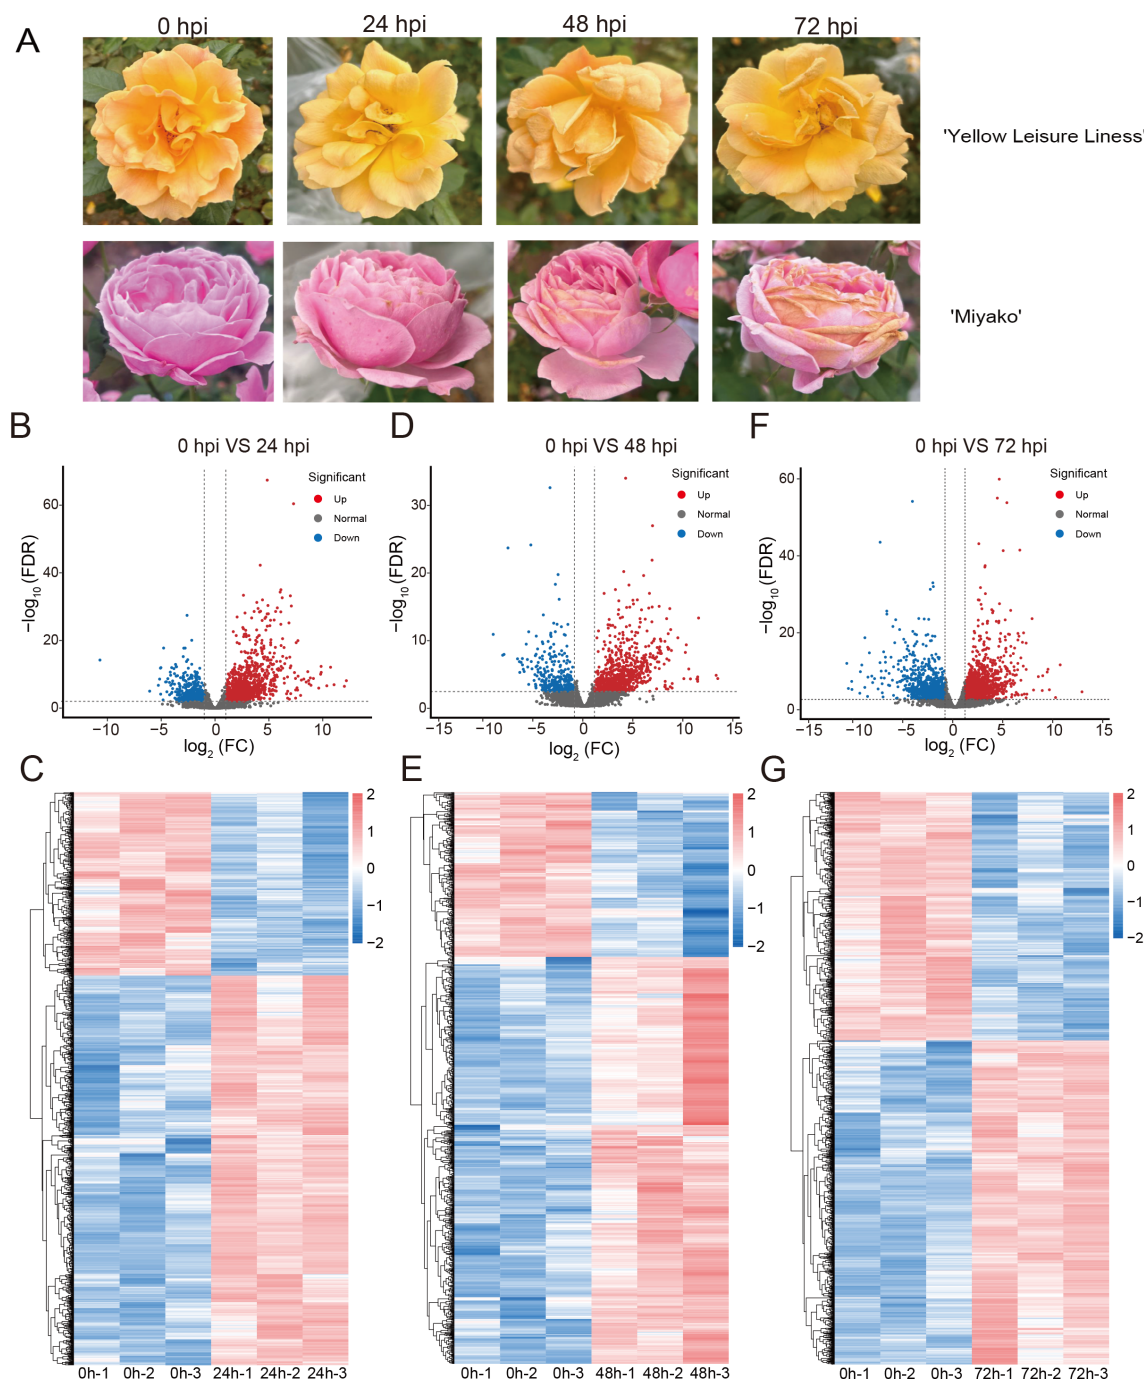 A
0 hpi
24 hpi
48 hpi
72 hpi
'Yellow Leisure Liness'
'Miyako'
B
0 hpi VS 24 hpi
Significant
Up
Normal
Down
−log10(FDR)
60
40
20
0
−10
−5
0
5
10
log2 (FC)
D
0 hpi VS 48 hpi
Significant
Up
Normal
Down
−log10(FDR)
30
20
10
0
−15
−10
−5
0
5
10
15
log2 (FC)
F
0 hpi VS 72 hpi
Significant
Up
Normal
Down
−log10(FDR)
60
40
20
0
−15
−10
−5
0
5
10
15
log2 (FC)
C
2
1
0
−1
−2
0h-1
0h-2
0h-3
24h-1
24h-2
24h-3
E
2
1
0
−1
−2
0h-1
0h-2
0h-3
48h-1
48h-2
48h-3
G
2
1
0
−1
−2
0h-1
0h-2
0h-3
72h-1
72h-2
72h-3